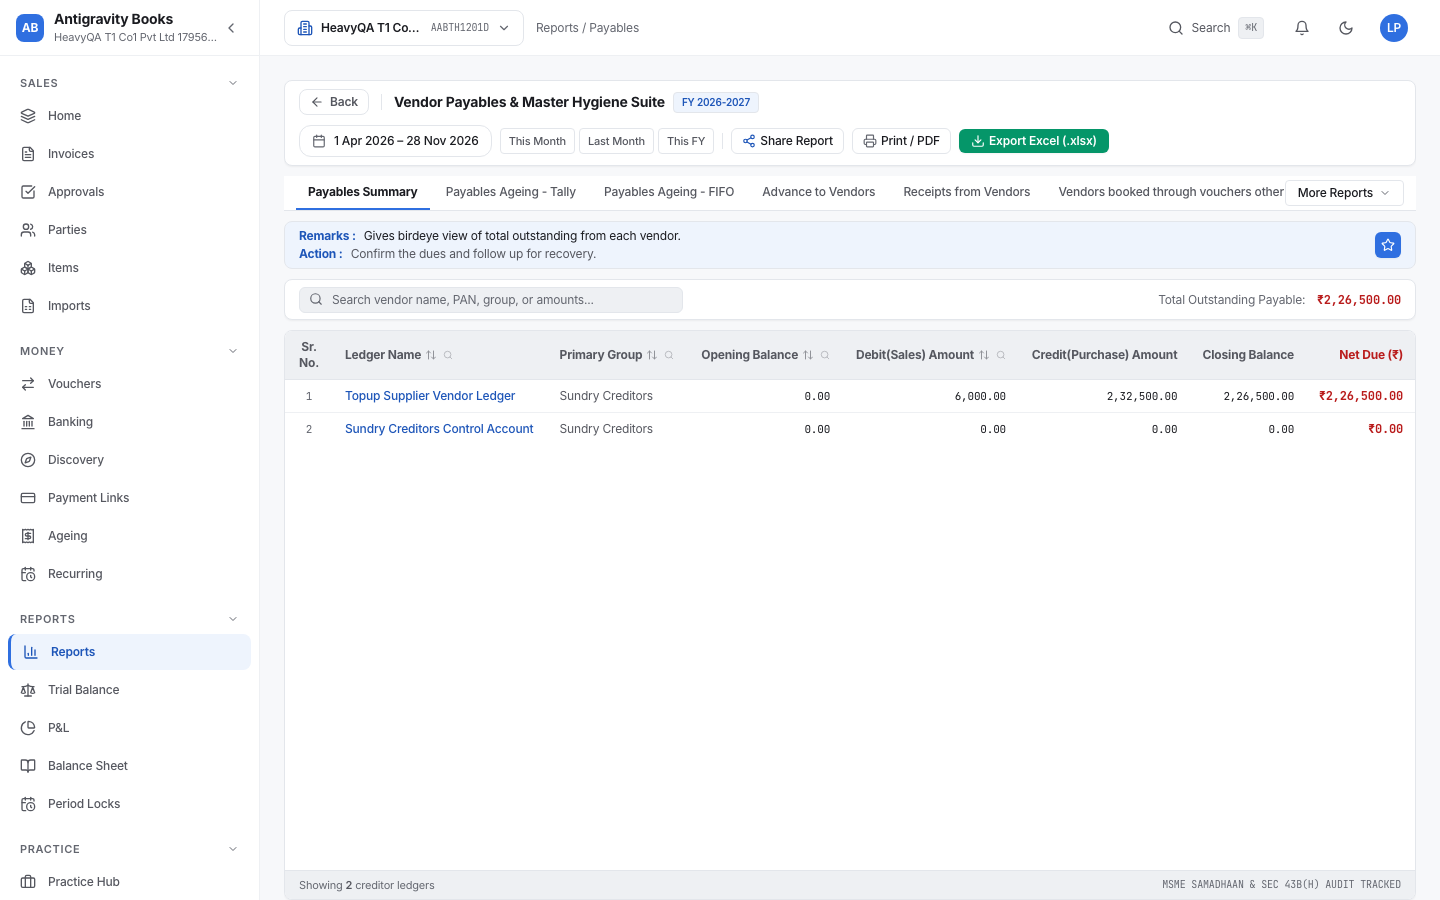 AB
Antigravity Books
HeavyQA T1 Co1 Pvt Ltd 17956...
SALES
Home
Invoices
Approvals
Parties
Items
Imports
MONEY
Vouchers
Banking
Discovery
Payment Links
Ageing
Recurring
REPORTS
Reports
Trial Balance
P&L
Balance Sheet
Period Locks
PRACTICE
Practice Hub
HeavyQA T1 Co... AABTH1201D
Reports / Payables
Search ⌘K
LP
Back
Vendor Payables & Master Hygiene Suite
FY 2026-2027
1 Apr 2026 – 28 Nov 2026
This Month
Last Month
This FY
Share Report
Print / PDF
Export Excel (.xlsx)
Payables Summary
Payables Ageing - Tally
Payables Ageing - FIFO
Advance to Vendors
Receipts from Vendors
Vendors booked through vouchers other
More Reports
Remarks : Gives birdeye view of total outstanding from each vendor.
Action : Confirm the dues and follow up for recovery.
Search vendor name, PAN, group, or amounts...
Total Outstanding Payable: ₹2,26,500.00
Sr. No. Ledger Name Primary Group Opening Balance Debit(Sales) Amount Credit(Purchase) Amount Closing Balance Net Due (₹)
1 Topup Supplier Vendor Ledger Sundry Creditors 0.00 6,000.00 2,32,500.00 2,26,500.00 ₹2,26,500.00
2 Sundry Creditors Control Account Sundry Creditors 0.00 0.00 0.00 0.00 ₹0.00
Showing 2 creditor ledgers
MSME SAMADHAAN & SEC 43B(H) AUDIT TRACKED